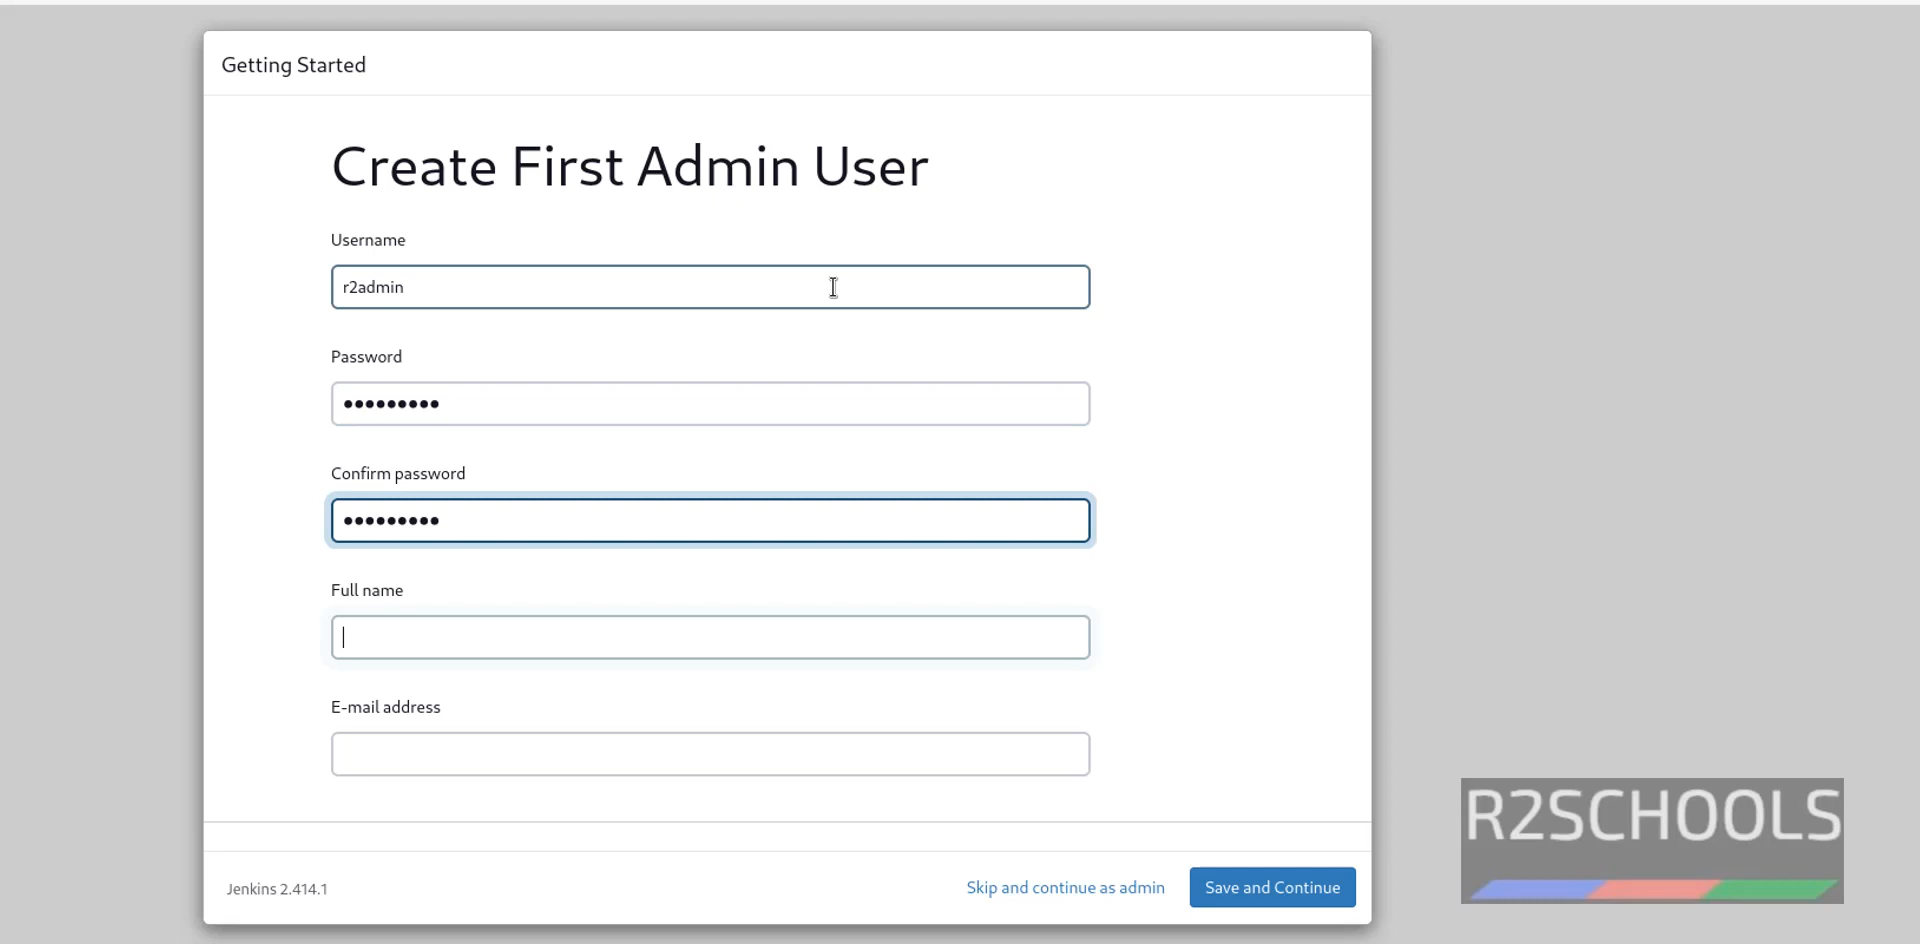 Getting Started
Create First Admin User
Username
r2admin
Password
•••••••••
Confirm password
•••••••••
Full name
E-mail address
Jenkins 2.414.1
Skip and continue as admin
Save and Continue
R2SCHOOLS